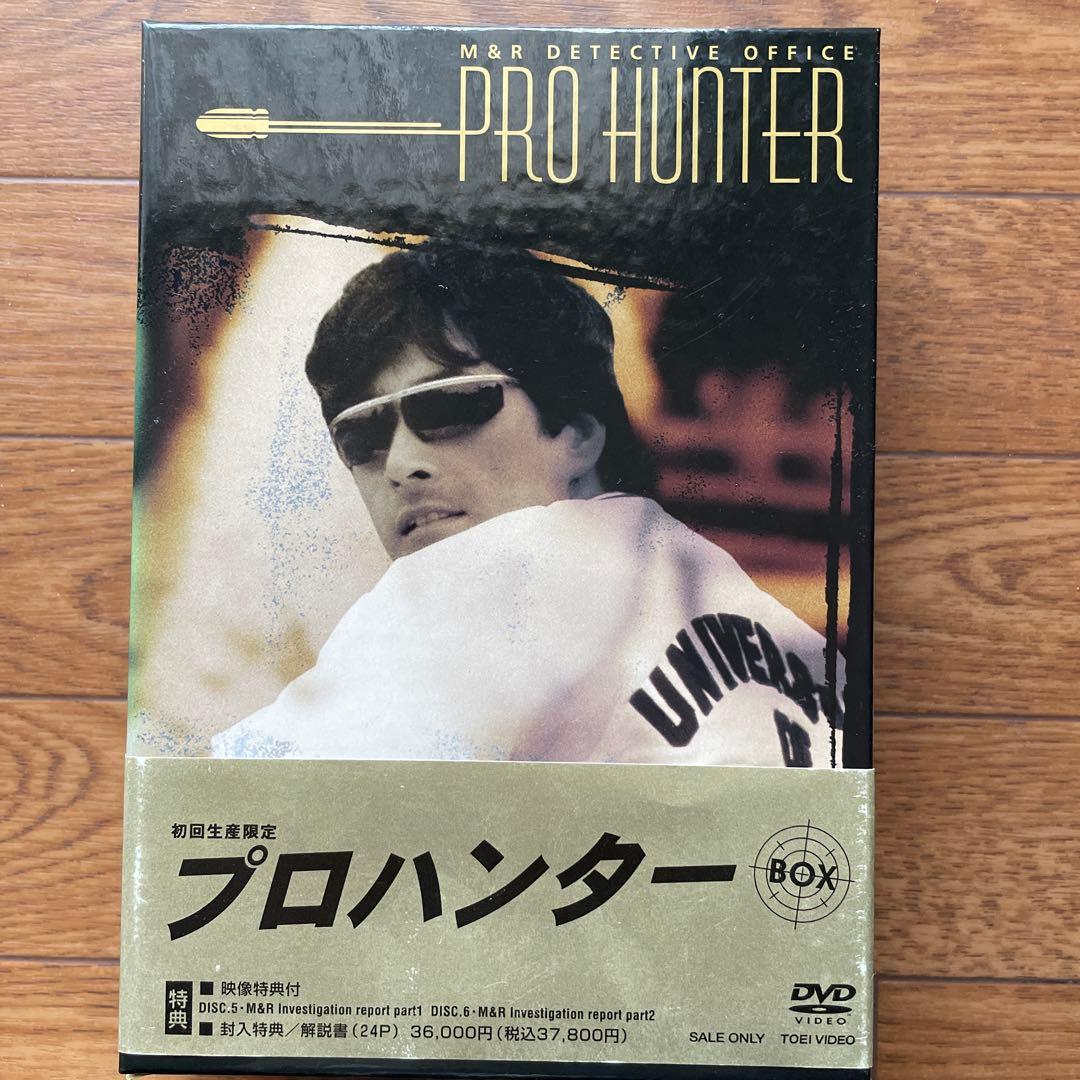 M&R DETECTIVE OFFICE
PRO HUNTER
UNIVERS
初回生産限定
プロハンター
BOX
特典
■ 映像特典付
DISC.5・M&R Investigation report part1 DISC.6・M&R Investigation report part2
■ 封入特典／解説書(24P) 36,000円(税込37,800円)
DVD
VIDEO
SALE ONLY TOEI VIDEO